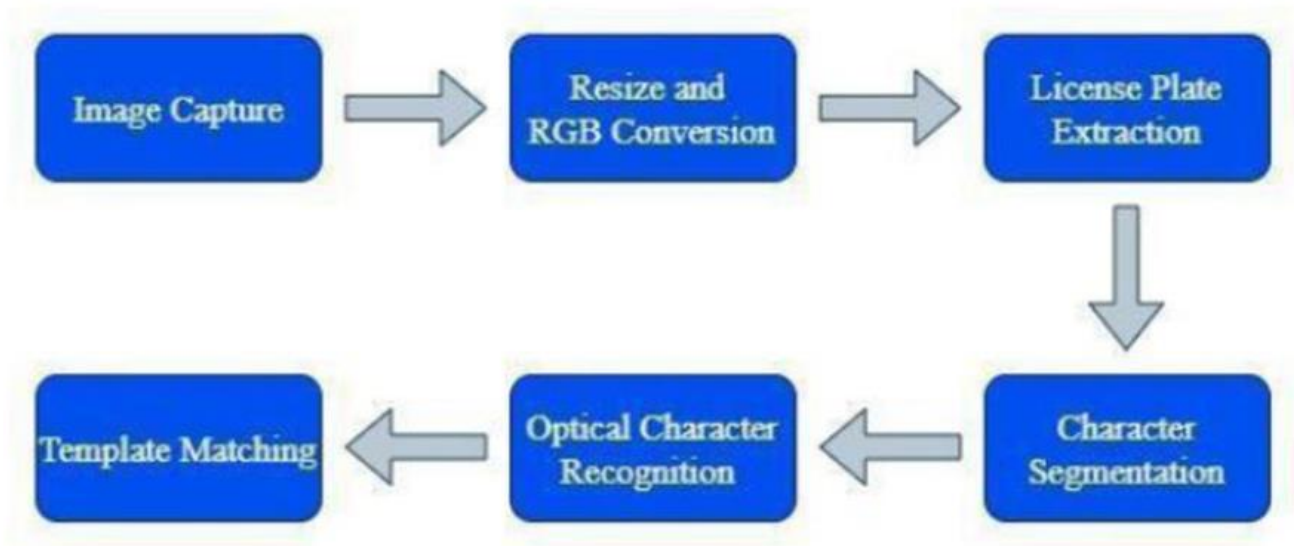 Image Capture
Resize and
RGB Conversion
License Plate
Extraction
Character
Segmentation
Optical Character
Recognition
Template Matching